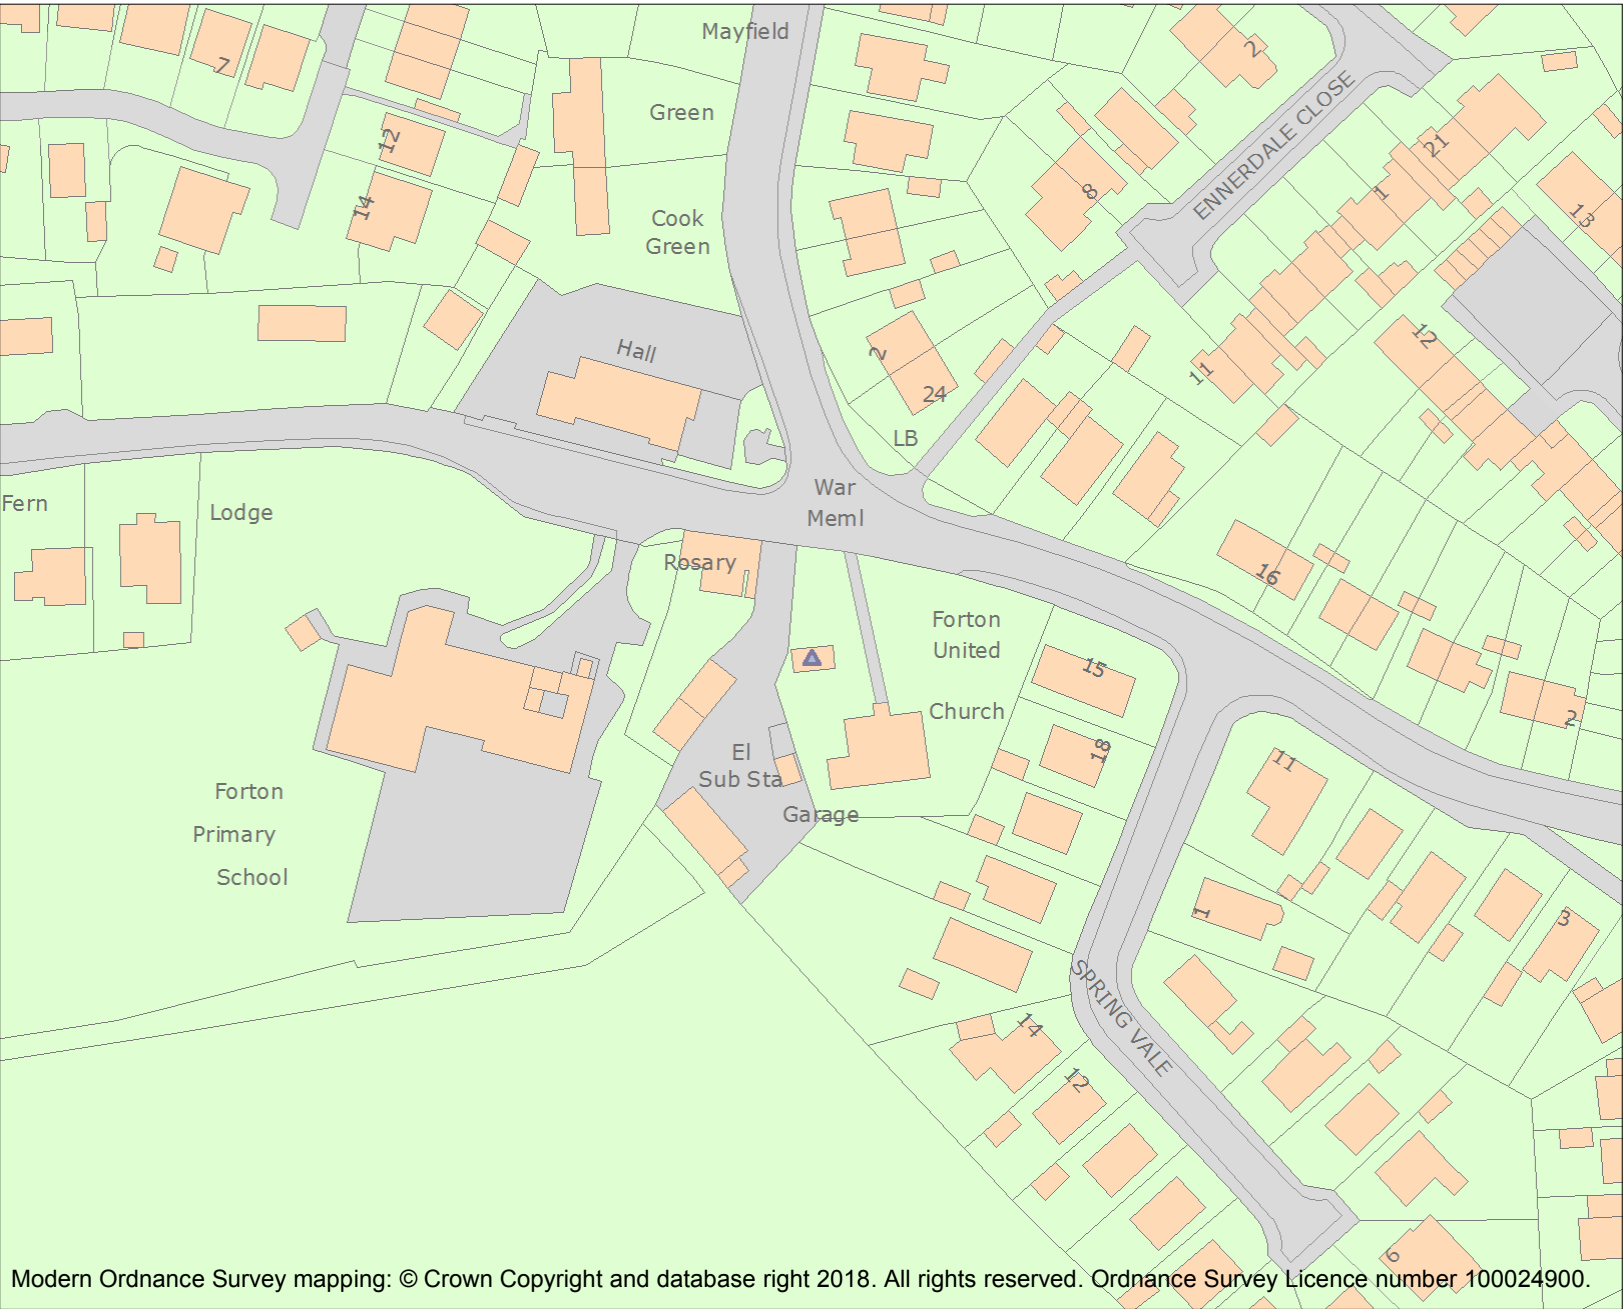 Mayfield
2
7
Green
ENNERDALE CLOSE
12
21
8
1
14
13
Cook
Green
Hall
2
12
11
24
LB
War
Meml
Fern
Lodge
Rosary
16
Forton
United
15
2
Church
18
El
Sub Sta
11
Forton
Garage
Primary
School
1
3
SPRING VALE
14
12
6
Modern Ordnance Survey mapping: © Crown Copyright and database right 2018. All rights reserved. Ordnance Survey Licence number 100024900.